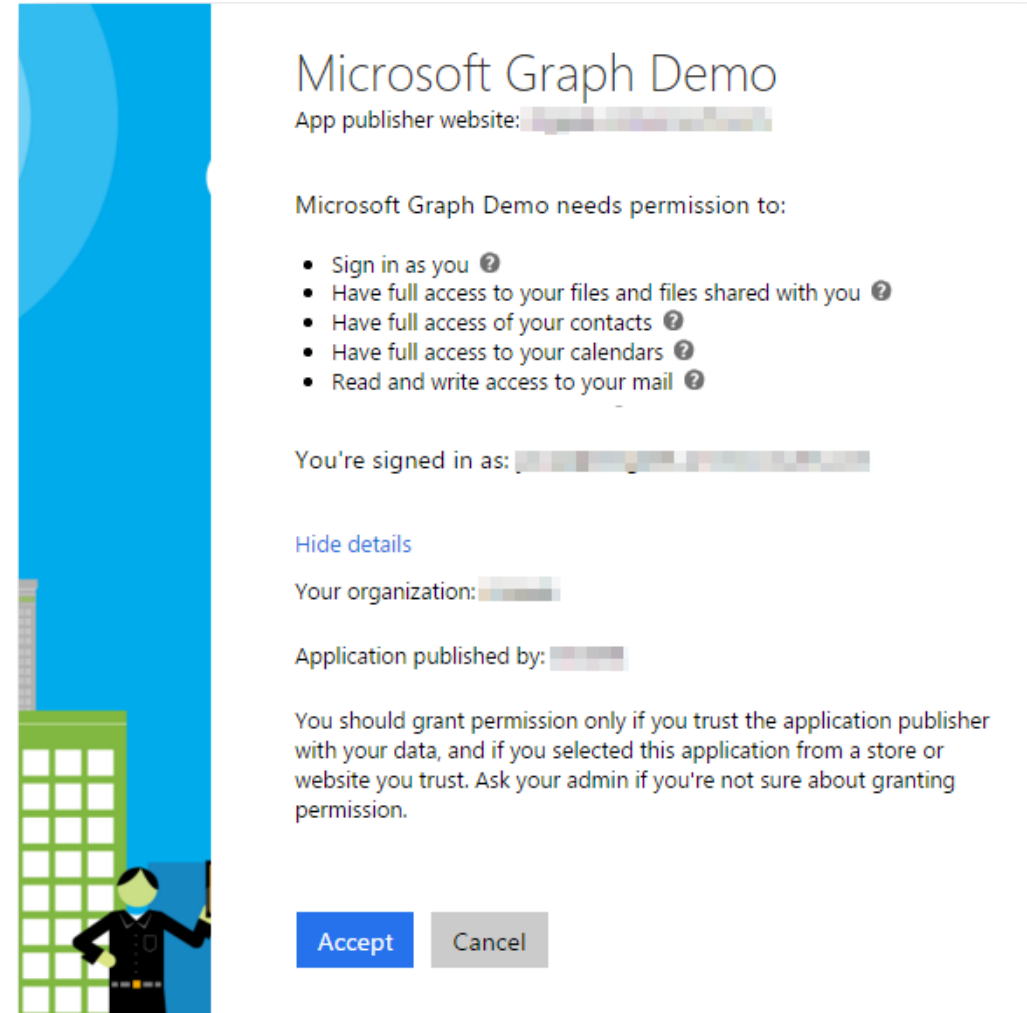 Microsoft Graph Demo
App publisher website:
Microsoft Graph Demo needs permission to:
Sign in as you
Have full access to your files and files shared with you
Have full access of your contacts
Have full access to your calendars
Read and write access to your mail
You're signed in as:
Hide details
Your organization:
Application published by:
You should grant permission only if you trust the application publisher
with your data, and if you selected this application from a store or
website you trust. Ask your admin if you're not sure about granting
permission.
Accept Cancel